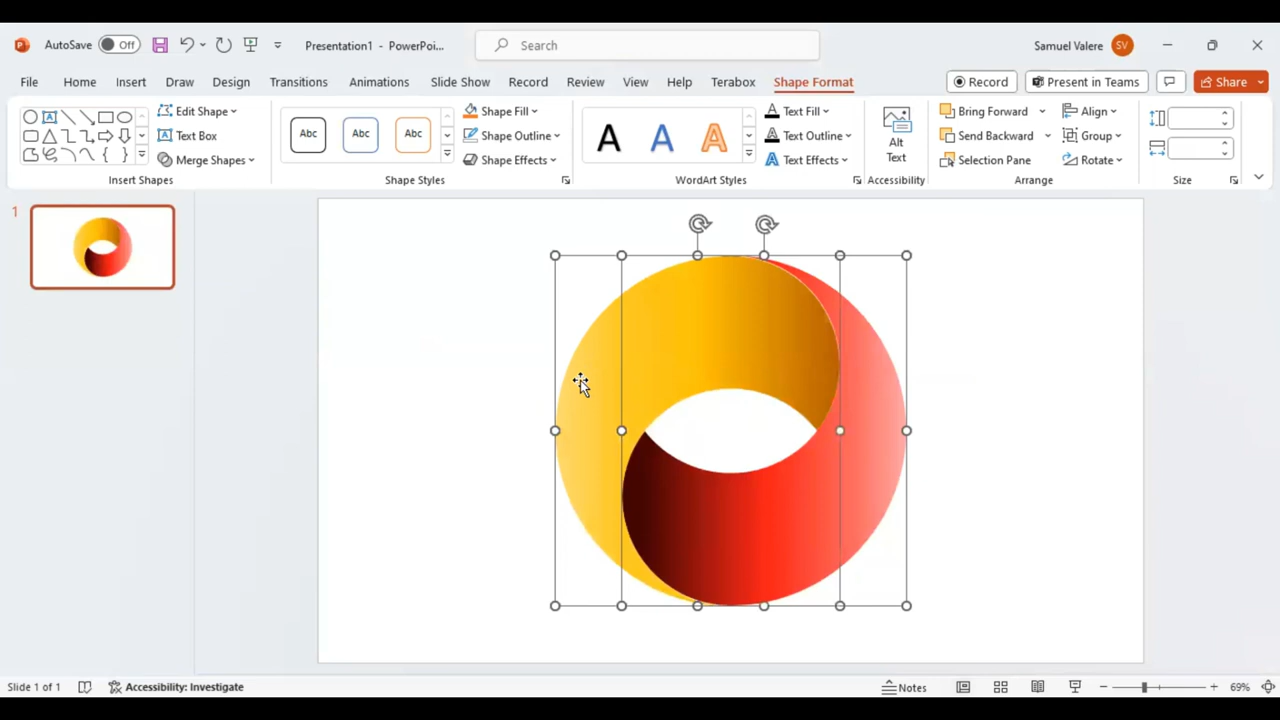 AutoSave Off Presentation1 - PowerPoi... Search Samuel Valere SV
File Home Insert Draw Design Transitions Animations Slide Show Record Review View Help Terabox Shape Format Record Present in Teams Share
Edit Shape
Text Box
Merge Shapes
Insert Shapes
Abc Abc Abc
Shape Fill
Shape Outline
Shape Effects
Shape Styles
A A A
Text Fill
Text Outline
Text Effects
WordArt Styles
Alt
Text
Accessibility
Bring Forward Align
Send Backward Group
Selection Pane Rotate
Arrange
Size
1
Slide 1 of 1 Accessibility: Investigate Notes 69%